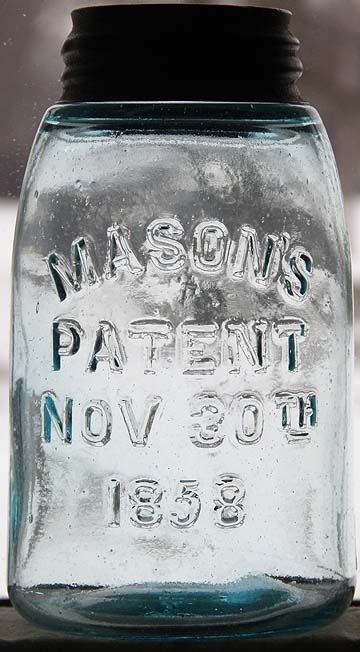 MASON'S
PATENT
NOV 30TH
1858